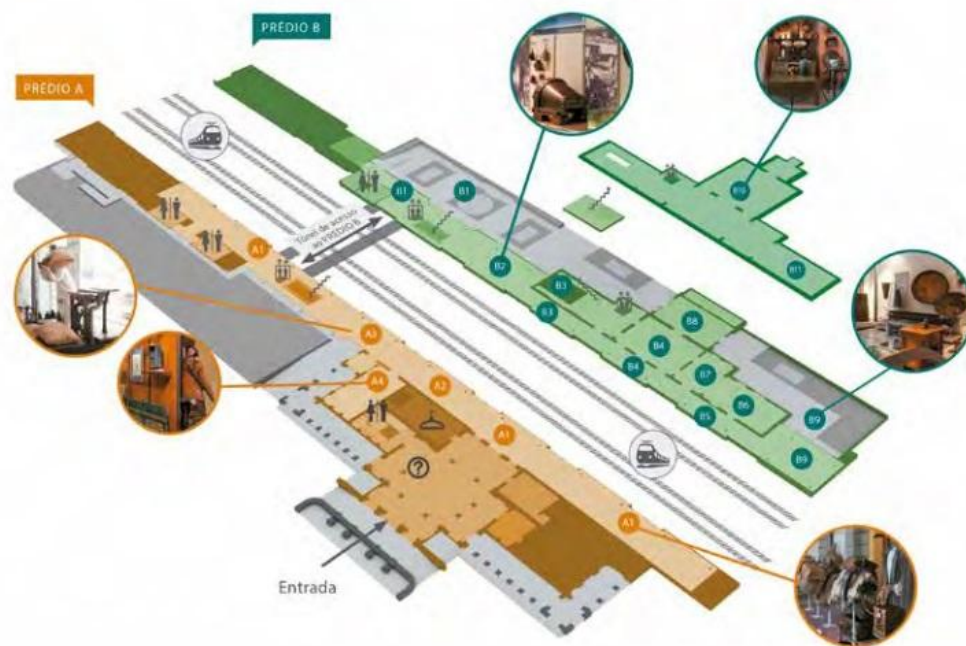 PRÉDIO B
PRÉDIO A
B1
B1
Túnel de acesso
ao PRÉDIO B
A1
B2
B3
B3
B10
B11
B8
B4
B4
B7
B6
B5
B9
B9
A3
A4
A2
A1
?
A1
Entrada